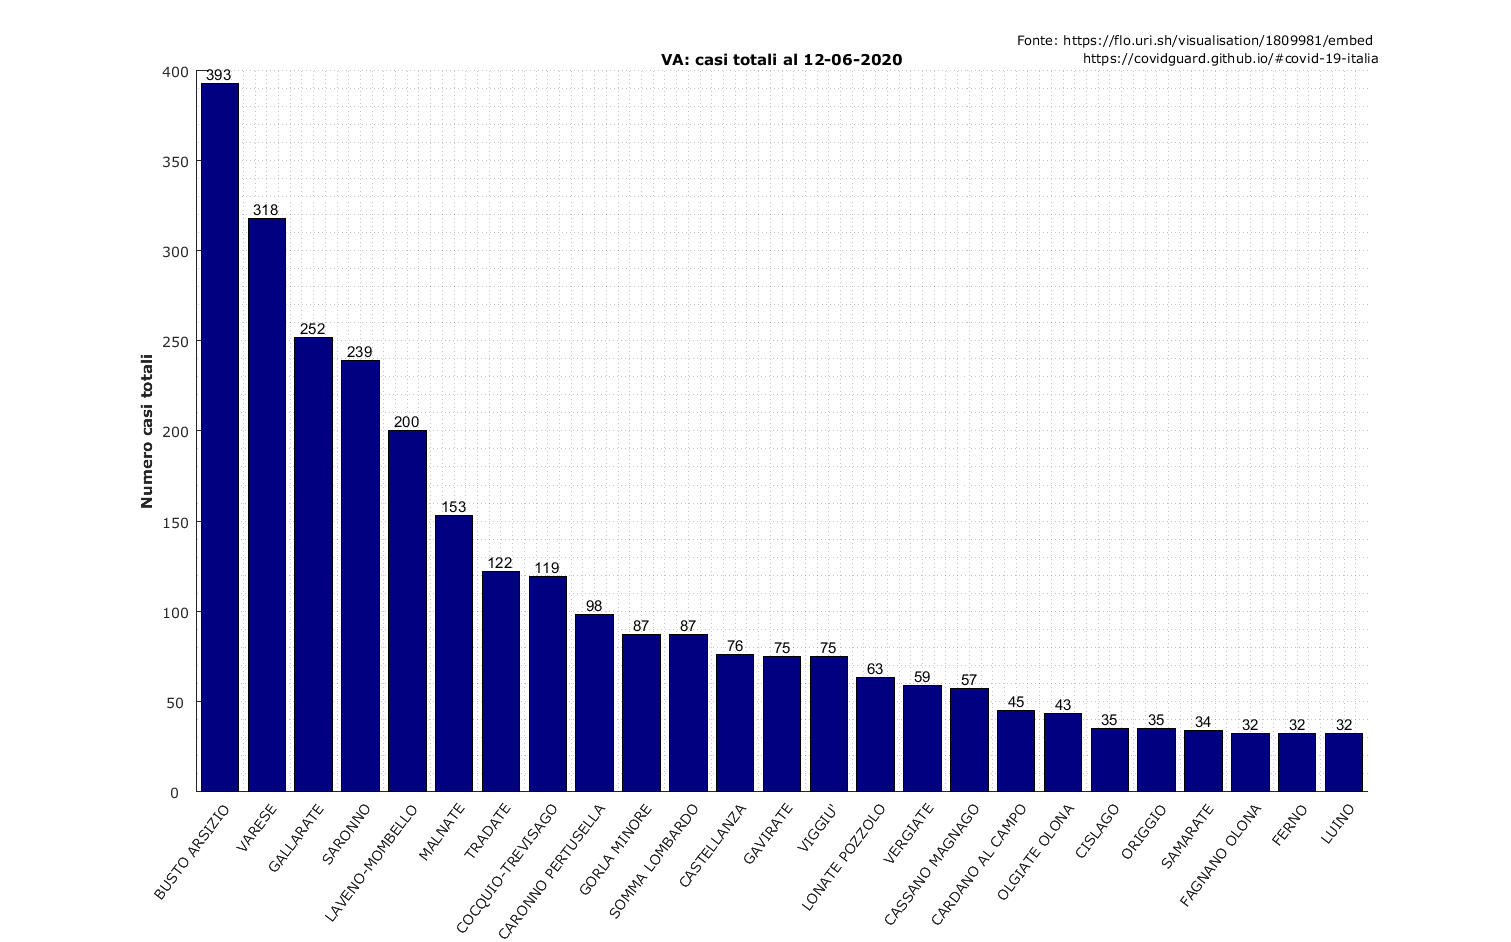 Fonte: https://flo.uri.sh/visualisation/1809981/embed
https://covidguard.github.io/#covid-19-italia
VA: casi totali al 12-06-2020
Numero casi totali
400
350
300
250
200
150
100
50
0
393
318
252
239
200
153
122
119
98
87
87
76
75
75
63
59
57
45
43
35
35
34
32
32
32
BUSTO ARSIZIO
VARESE
GALLARATE
SARONNO
LAVENO-MOMBELLO
MALNATE
TRADATE
COCQUIO-TREVISAGO
CARONNO PERTUSELLA
GORLA MINORE
SOMMA LOMBARDO
CASTELLANZA
GAVIRATE
VIGGIU'
LONATE POZZOLO
VERGIATE
CASSANO MAGNAGO
CARDANO AL CAMPO
OLGIATE OLONA
CISLAGO
ORIGGIO
SAMARATE
FAGNANO OLONA
FERNO
LUINO